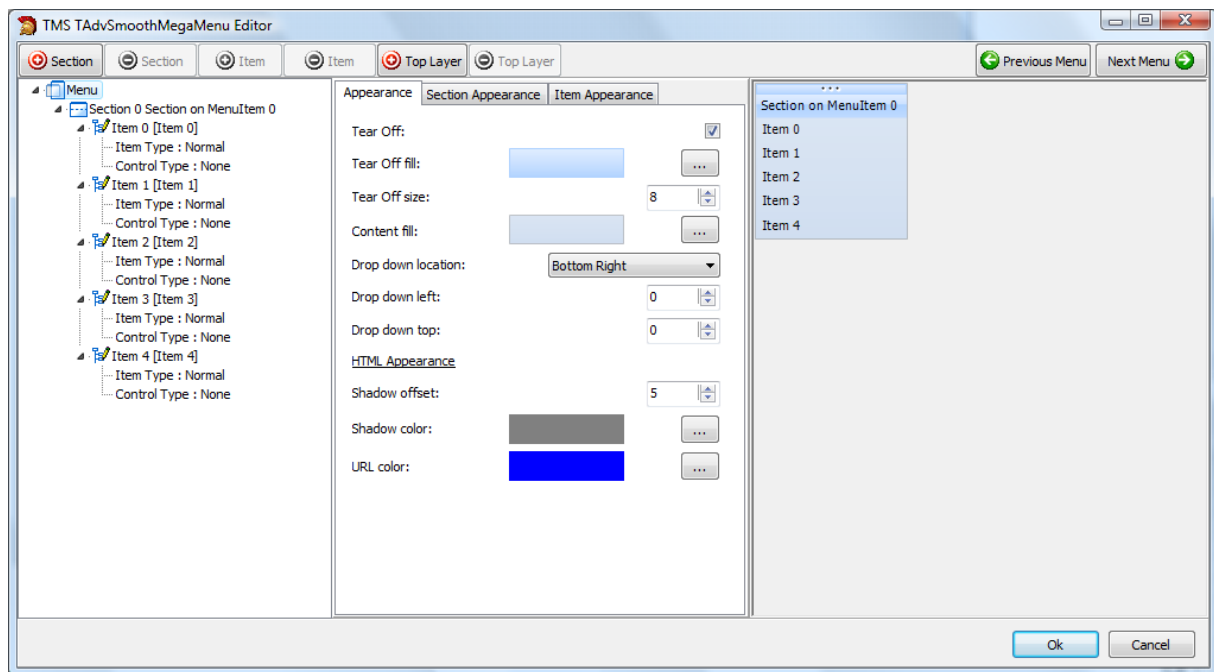 TMS TAdvSmoothMegaMenu Editor
Section Section Item Item Top Layer Top Layer Previous Menu Next Menu
Menu
Section 0 Section on MenuItem 0
Item 0 [Item 0]
Item Type : Normal
Control Type : None
Item 1 [Item 1]
Item Type : Normal
Control Type : None
Item 2 [Item 2]
Item Type : Normal
Control Type : None
Item 3 [Item 3]
Item Type : Normal
Control Type : None
Item 4 [Item 4]
Item Type : Normal
Control Type : None
Appearance Section Appearance Item Appearance
Tear Off:
Tear Off fill: ...
Tear Off size: 8
Content fill: ...
Drop down location: Bottom Right
Drop down left: 0
Drop down top: 0
HTML Appearance
Shadow offset: 5
Shadow color: ...
URL color: ...
Section on MenuItem 0
Item 0
Item 1
Item 2
Item 3
Item 4
Ok Cancel